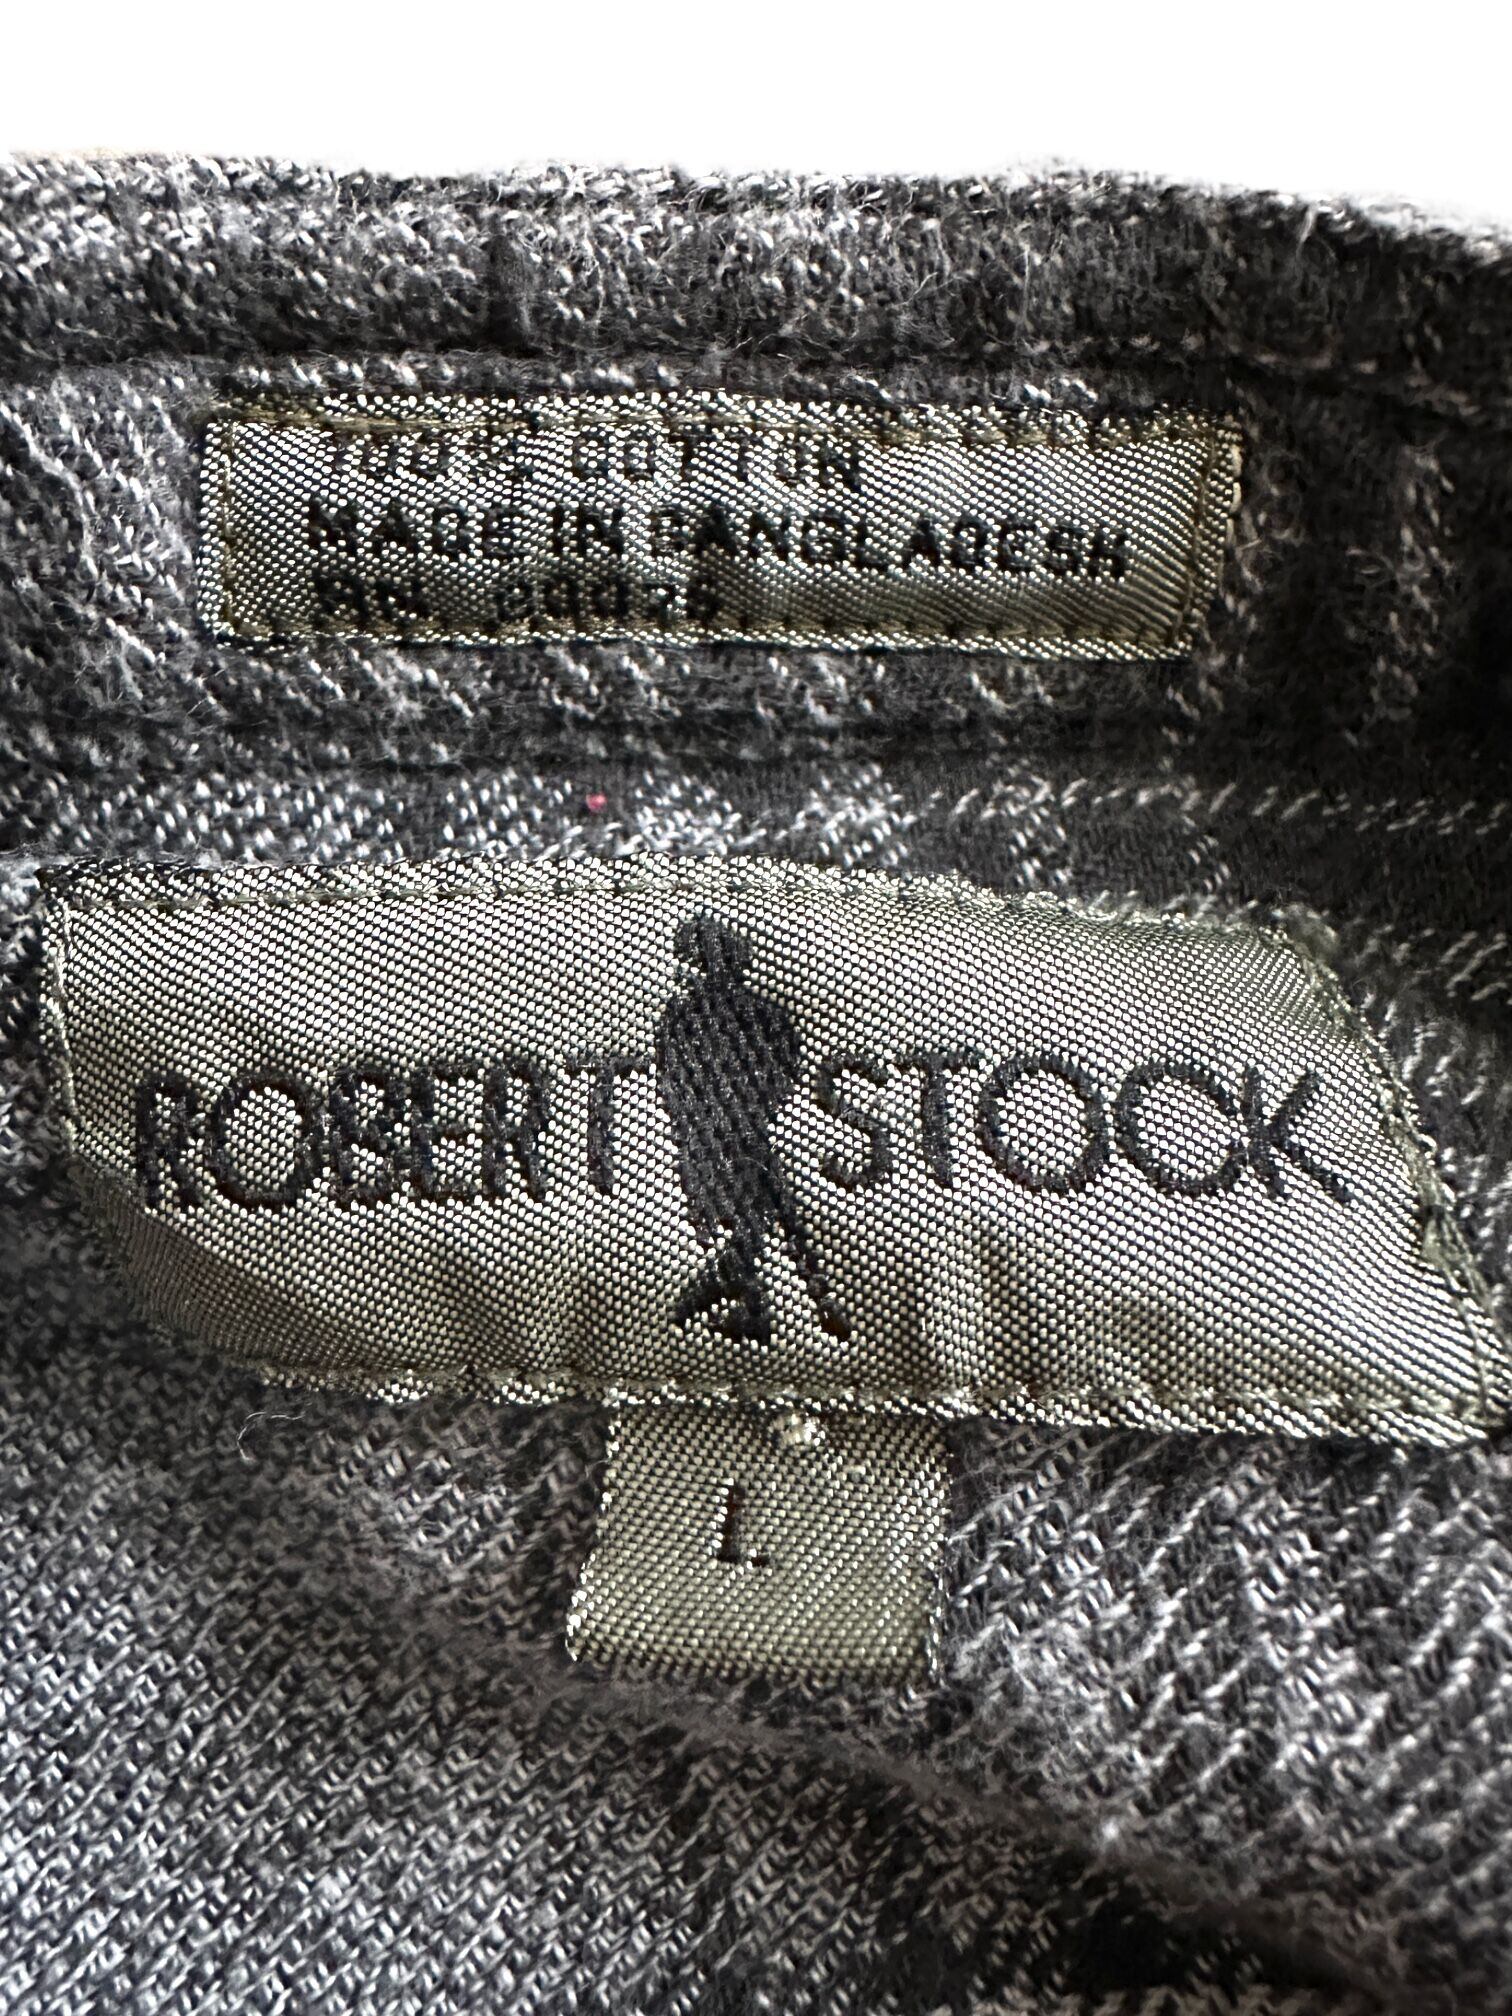 100% COTTON
MADE IN BANGLADESH
RN
ROBERT STOCK
L